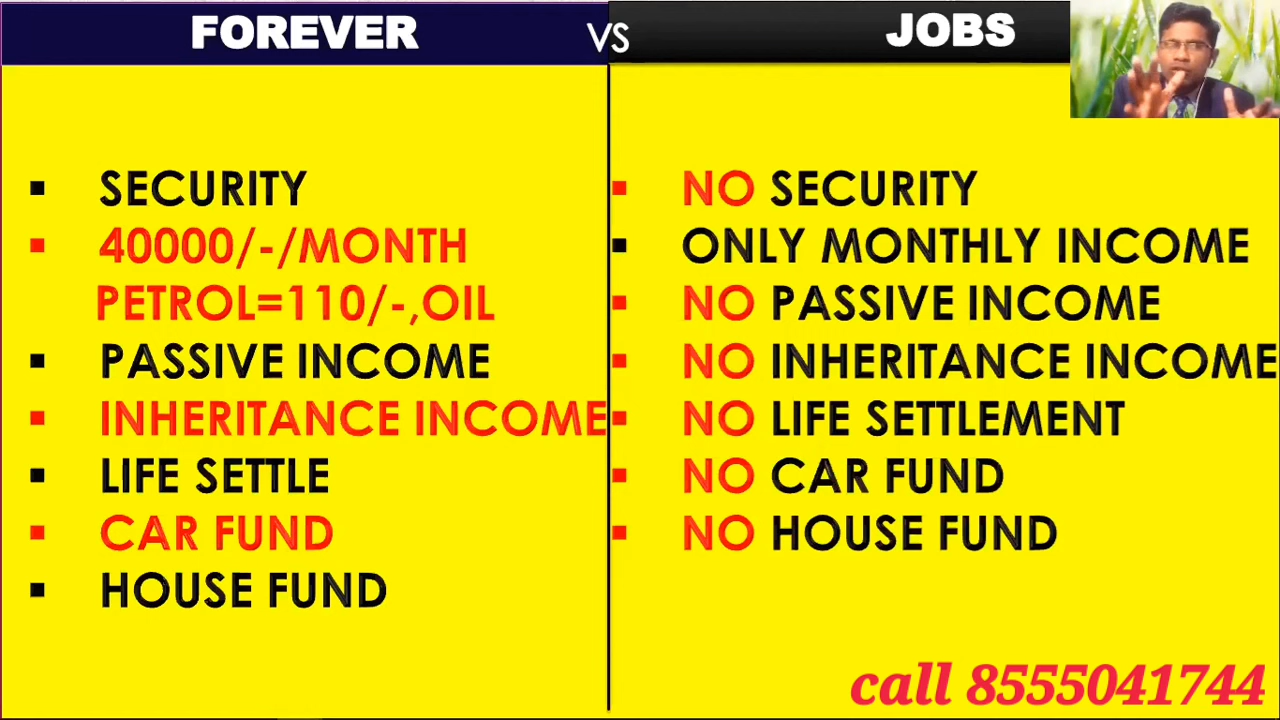 FOREVER VS JOBS
SECURITY
40000/-/MONTH
PETROL=110/-,OIL
PASSIVE INCOME
INHERITANCE INCOME
LIFE SETTLE
CAR FUND
HOUSE FUND
NO SECURITY
ONLY MONTHLY INCOME
NO PASSIVE INCOME
NO INHERITANCE INCOME
NO LIFE SETTLEMENT
NO CAR FUND
NO HOUSE FUND
call 8555041744